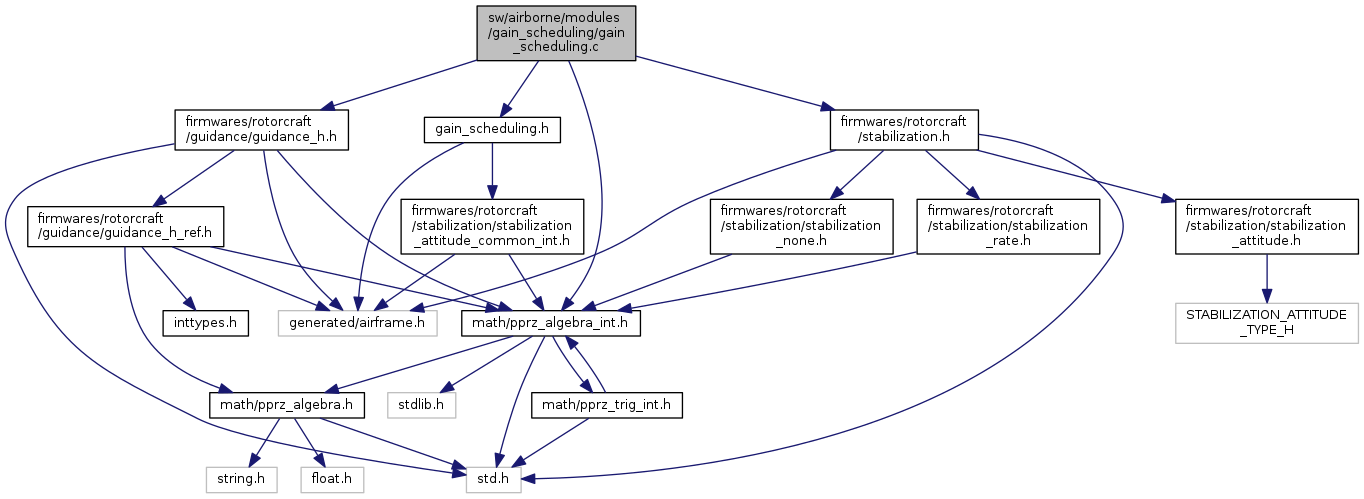 sw/airborne/modules
/gain_scheduling/gain
_scheduling.c
firmwares/rotorcraft
/guidance/guidance_h.h
gain_scheduling.h
firmwares/rotorcraft
/stabilization.h
firmwares/rotorcraft
/guidance/guidance_h_ref.h
firmwares/rotorcraft
/stabilization/stabilization
_attitude_common_int.h
firmwares/rotorcraft
/stabilization/stabilization
_none.h
firmwares/rotorcraft
/stabilization/stabilization
_rate.h
firmwares/rotorcraft
/stabilization/stabilization
_attitude.h
inttypes.h
generated/airframe.h
math/pprz_algebra_int.h
STABILIZATION_ATTITUDE
_TYPE_H
math/pprz_algebra.h
stdlib.h
math/pprz_trig_int.h
string.h
float.h
std.h